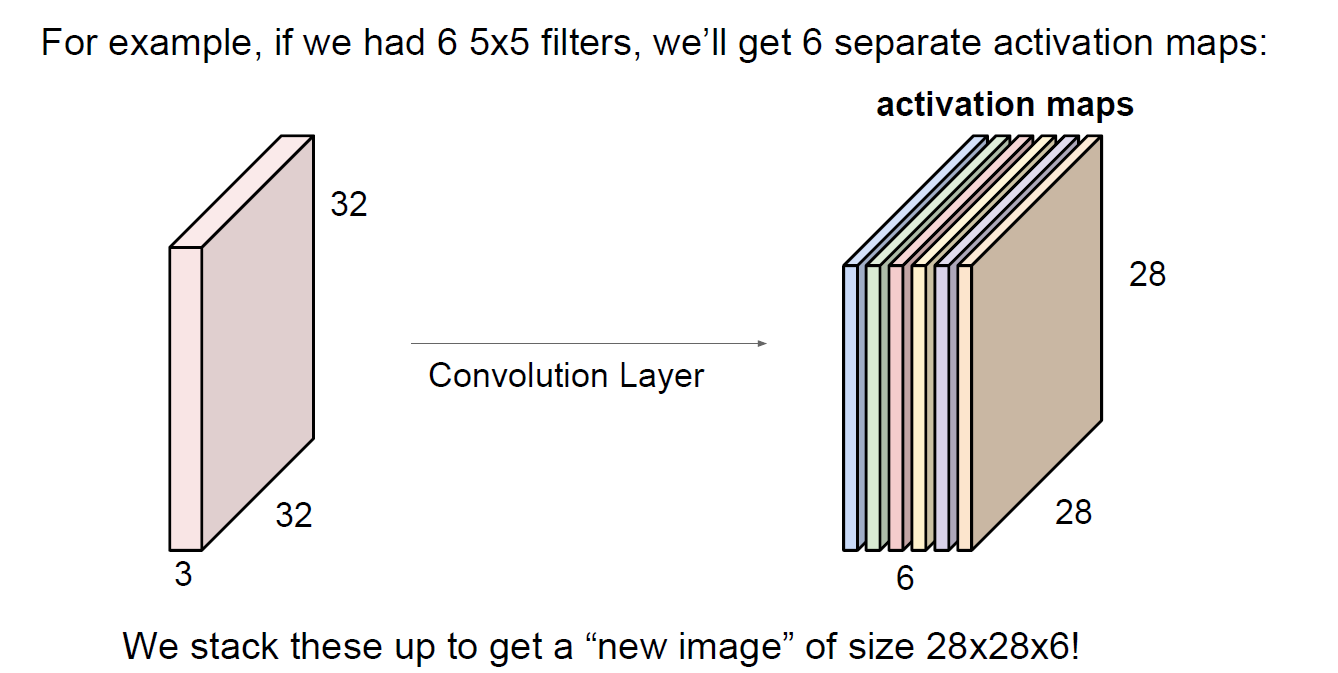 For example, if we had 6 5x5 filters, we’ll get 6 separate activation maps:
activation maps
32
28
Convolution Layer
32
28
3
6
We stack these up to get a “new image” of size 28x28x6!